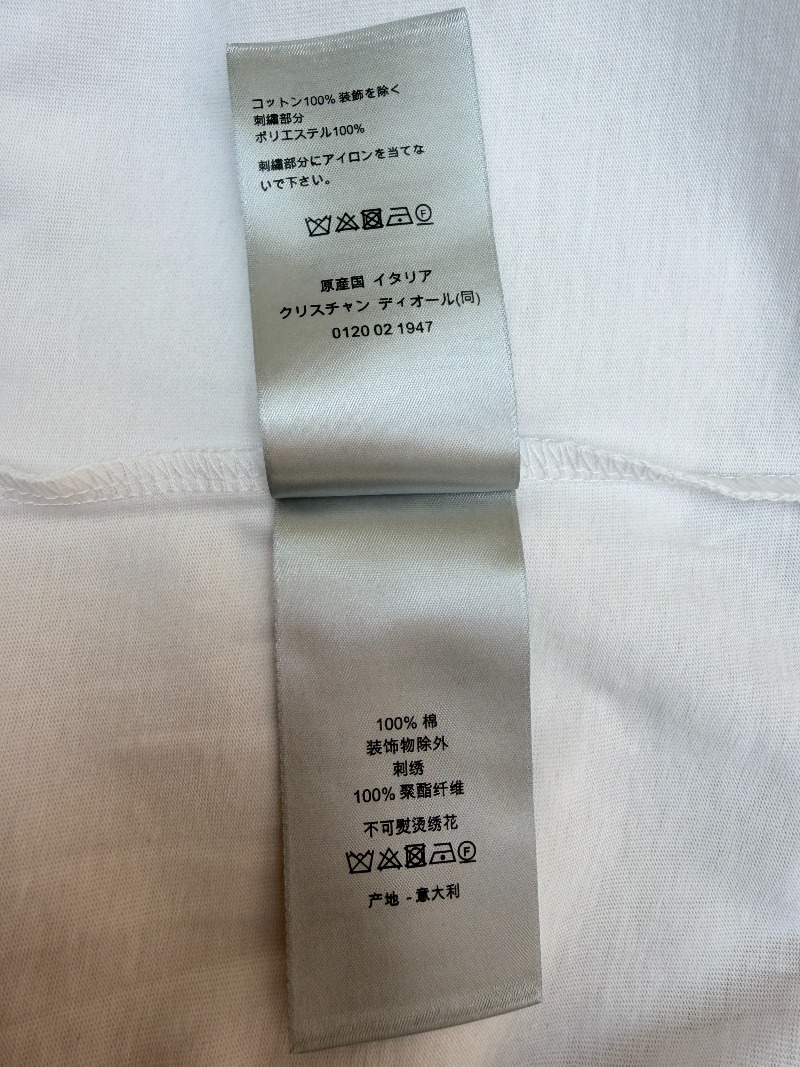 コットン100% 装飾を除く
刺繍部分
ポリエステル100%
刺繍部分にアイロンを当てな
いで下さい。
原産国 イタリア
クリスチャン ディオール(同)
0120 02 1947
100% 棉
装饰物除外
刺绣
100% 聚酯纤维
不可熨烫绣花
产地 - 意大利